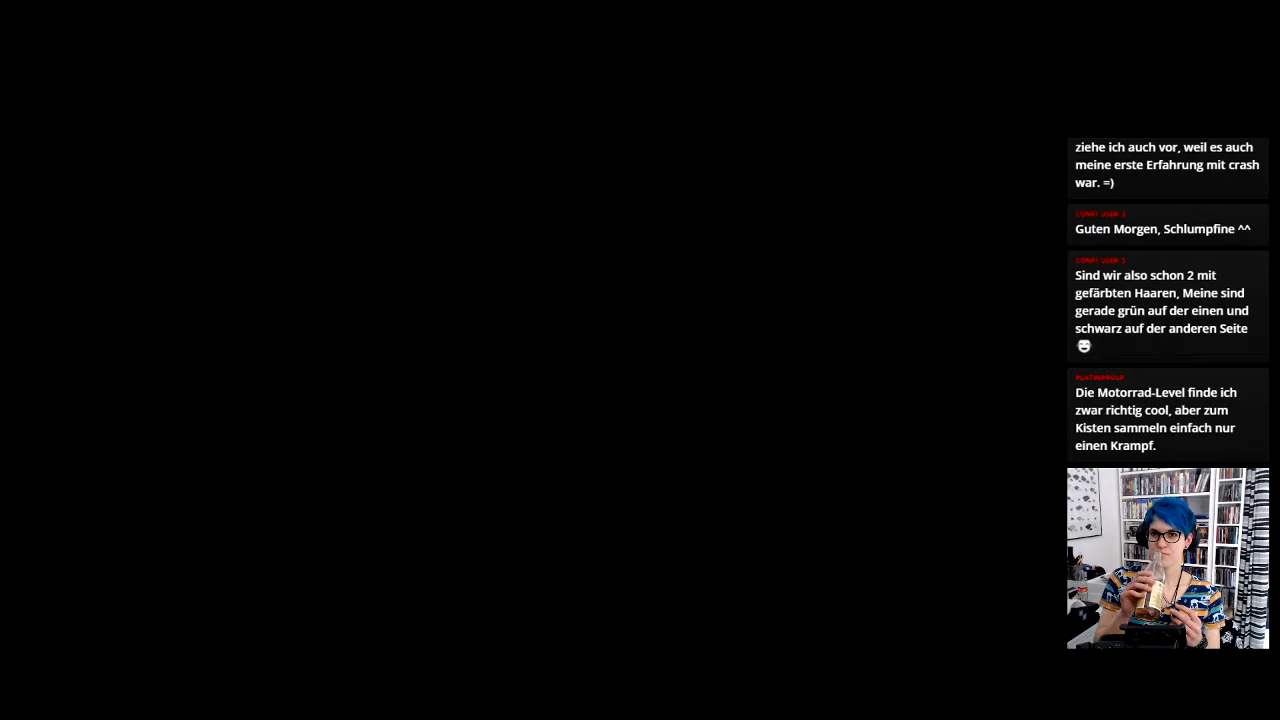 ziehe ich auch vor, weil es auch
meine erste Erfahrung mit crash
war. =)
Guten Morgen, Schlumpfine ^^
Sind wir also schon 2 mit
gefärbten Haaren, Meine sind
gerade grün auf der einen und
schwarz auf der anderen Seite
Die Motorrad-Level finde ich
zwar richtig cool, aber zum
Kisten sammeln einfach nur
einen Krampf.